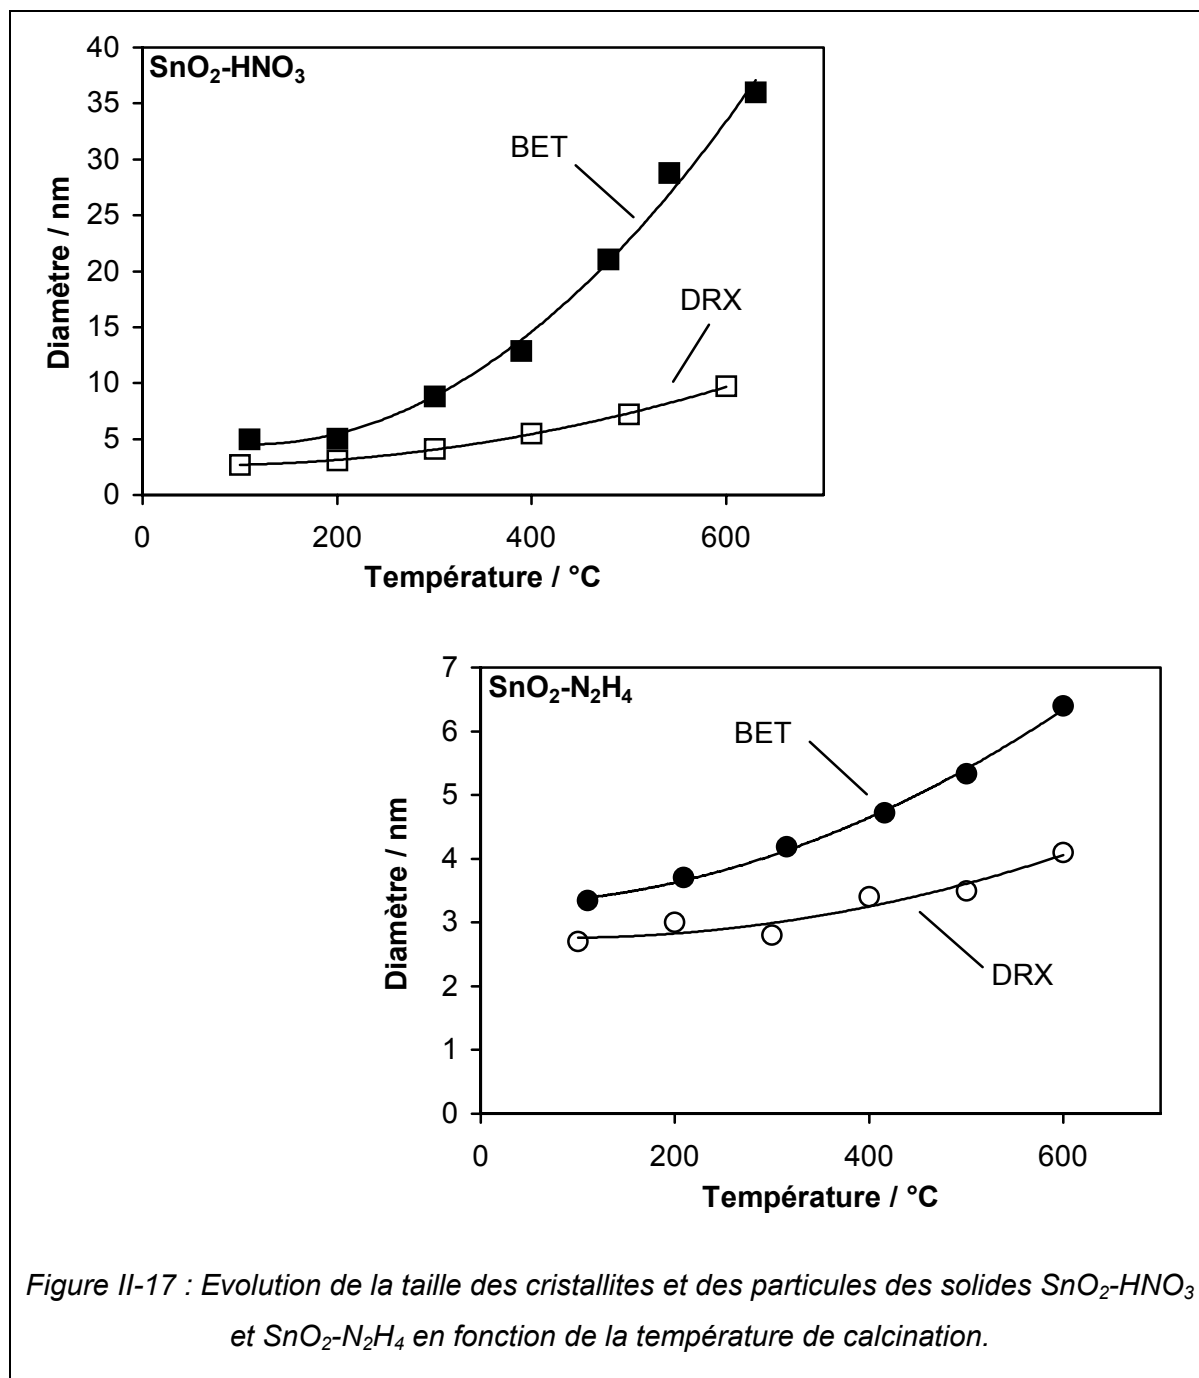 SnO₂-HNO₃
40
35
30
25
20
15
10
5
0
Diamètre / nm
BET
DRX
0 200 400 600
Température / °C
SnO₂-N₂H₄
7
6
5
4
3
2
1
0
Diamètre / nm
BET
DRX
0 200 400 600
Température / °C
Figure II-17 : Evolution de la taille des cristallites et des particules des solides SnO₂-HNO₃
et SnO₂-N₂H₄ en fonction de la température de calcination.